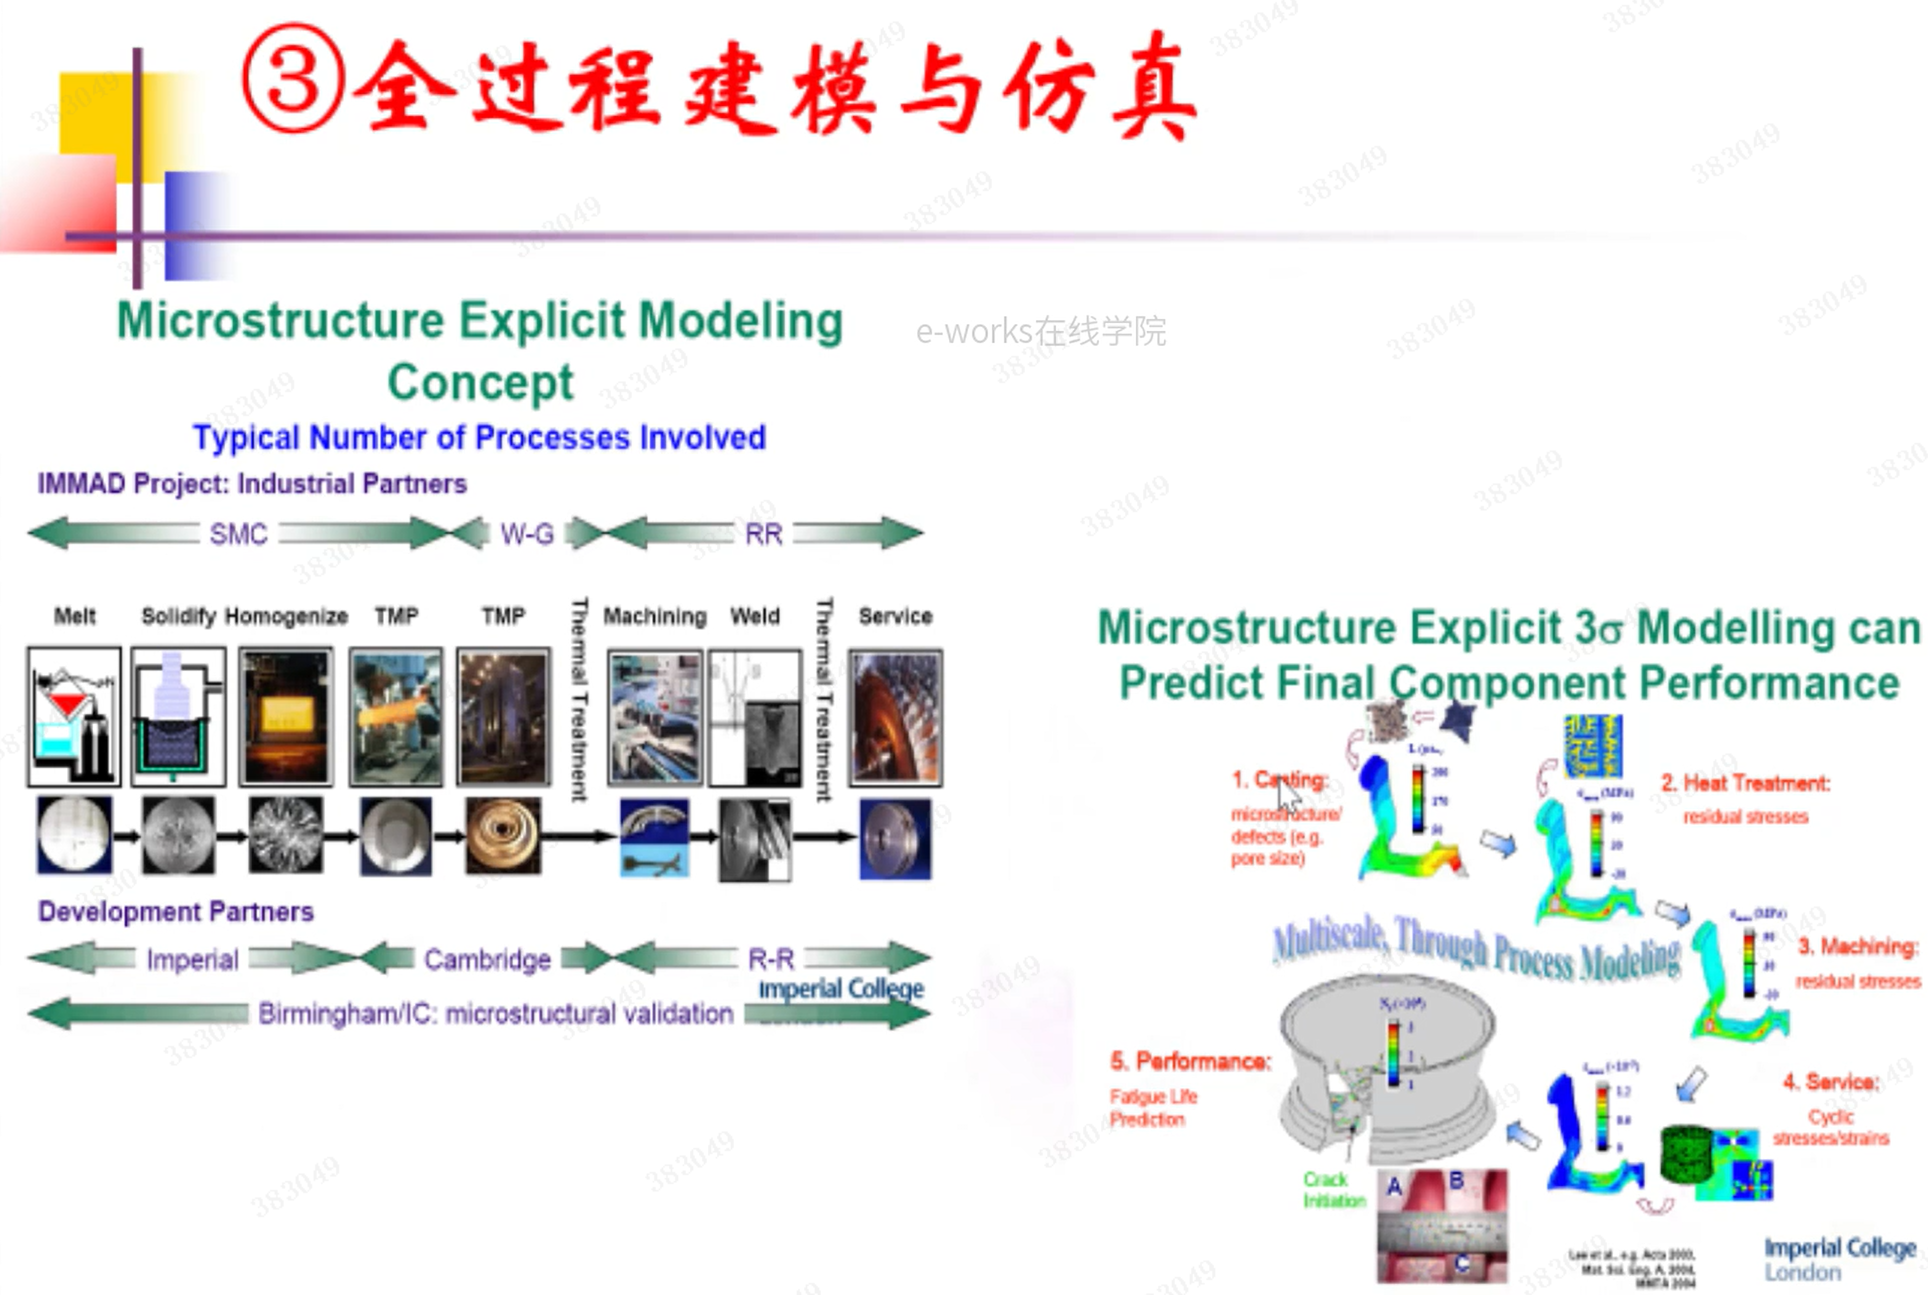 ③全过程建模与仿真
e-works在线学院
Microstructure Explicit Modeling
Concept
Typical Number of Processes Involved
IMMAD Project: Industrial Partners
SMC W-G RR
Melt Solidify Homogenize TMP TMP Thermal Treatment Machining Weld Thermal Treatment Service
Development Partners
Imperial Cambridge R-R
Imperial College
Birmingham/IC: microstructural validation
Microstructure Explicit 3σ Modelling can
Predict Final Component Performance
1. Casting:
microstructure/
defects (e.g.
pore size)
2. Heat Treatment:
residual stresses
Multiscale, Through Process Modeling
3. Machining:
residual stresses
4. Service:
Cyclic
stresses/strains
5. Performance:
Fatigue Life
Prediction
Crack
Initiation
A B
C
Lee et al., e.g. Acta 2003,
Mat. Sci. Eng. A, 2004,
MMTA 2004
Imperial College
London
383049